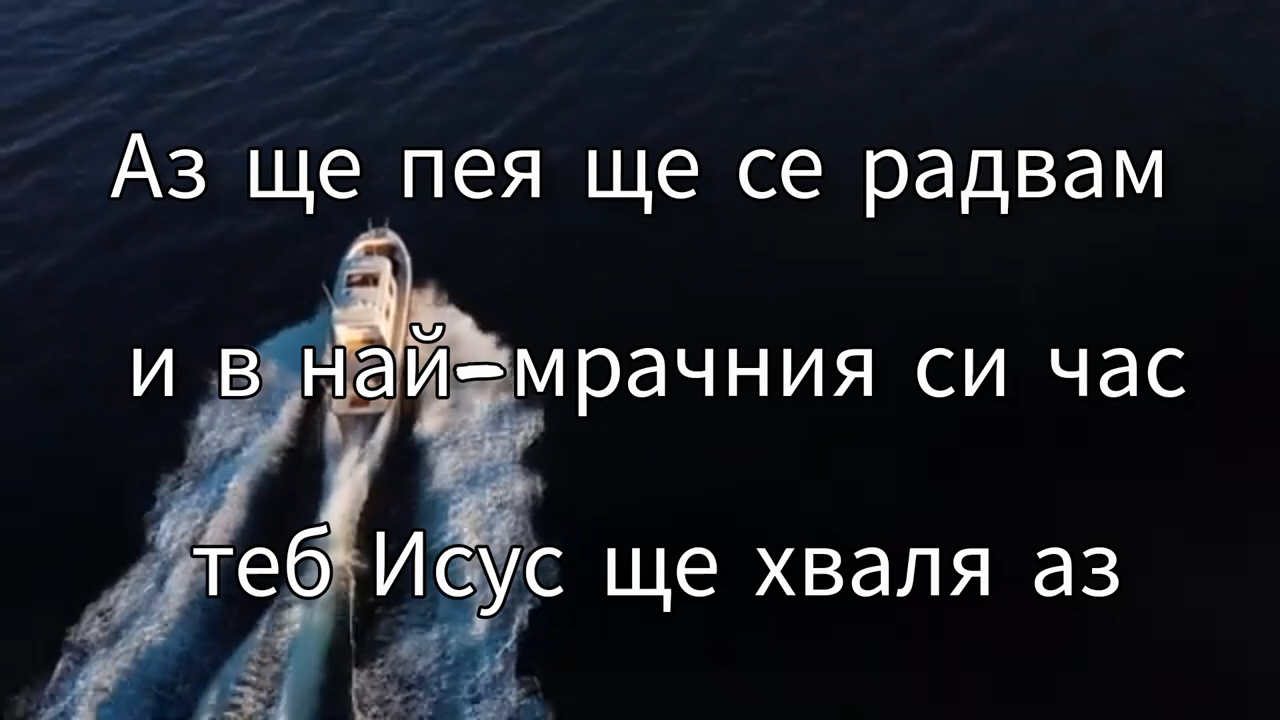 Аз ще пея ще се радвам
и в най-мрачния си час
теб Исус ще хваля аз